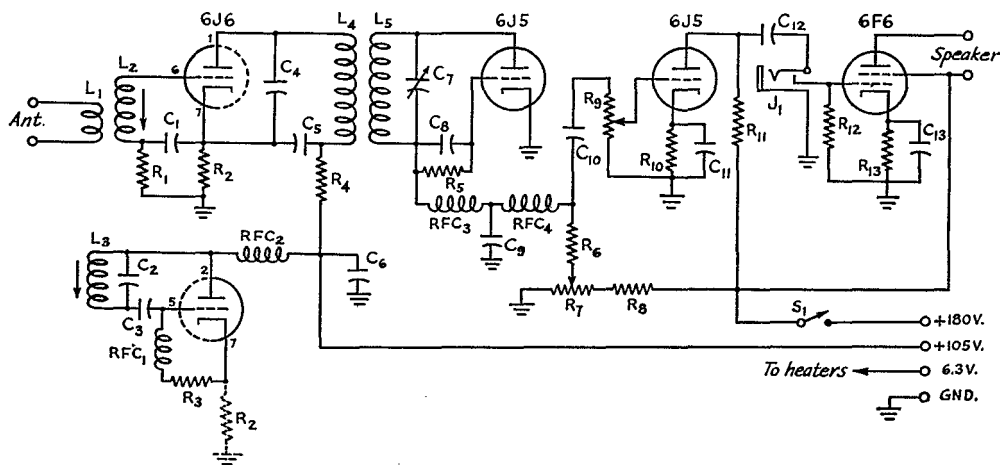 6J6
L4
L5
6J5
6J5
C12
6F6
Speaker
1
L2
6
C4
C7
L1
R9
J1
Ant.
7
C1
C5
C8
R11
R12
C13
C10
R1
R2
R4
R5
R10
C11
R13
RFC3
RFC4
L3
RFC2
C9
R6
C2
2
C6
5
R7
R8
S1
+180V.
C3
7
+105V.
RFC1
To heaters
6.3V.
R3
GND.
R2